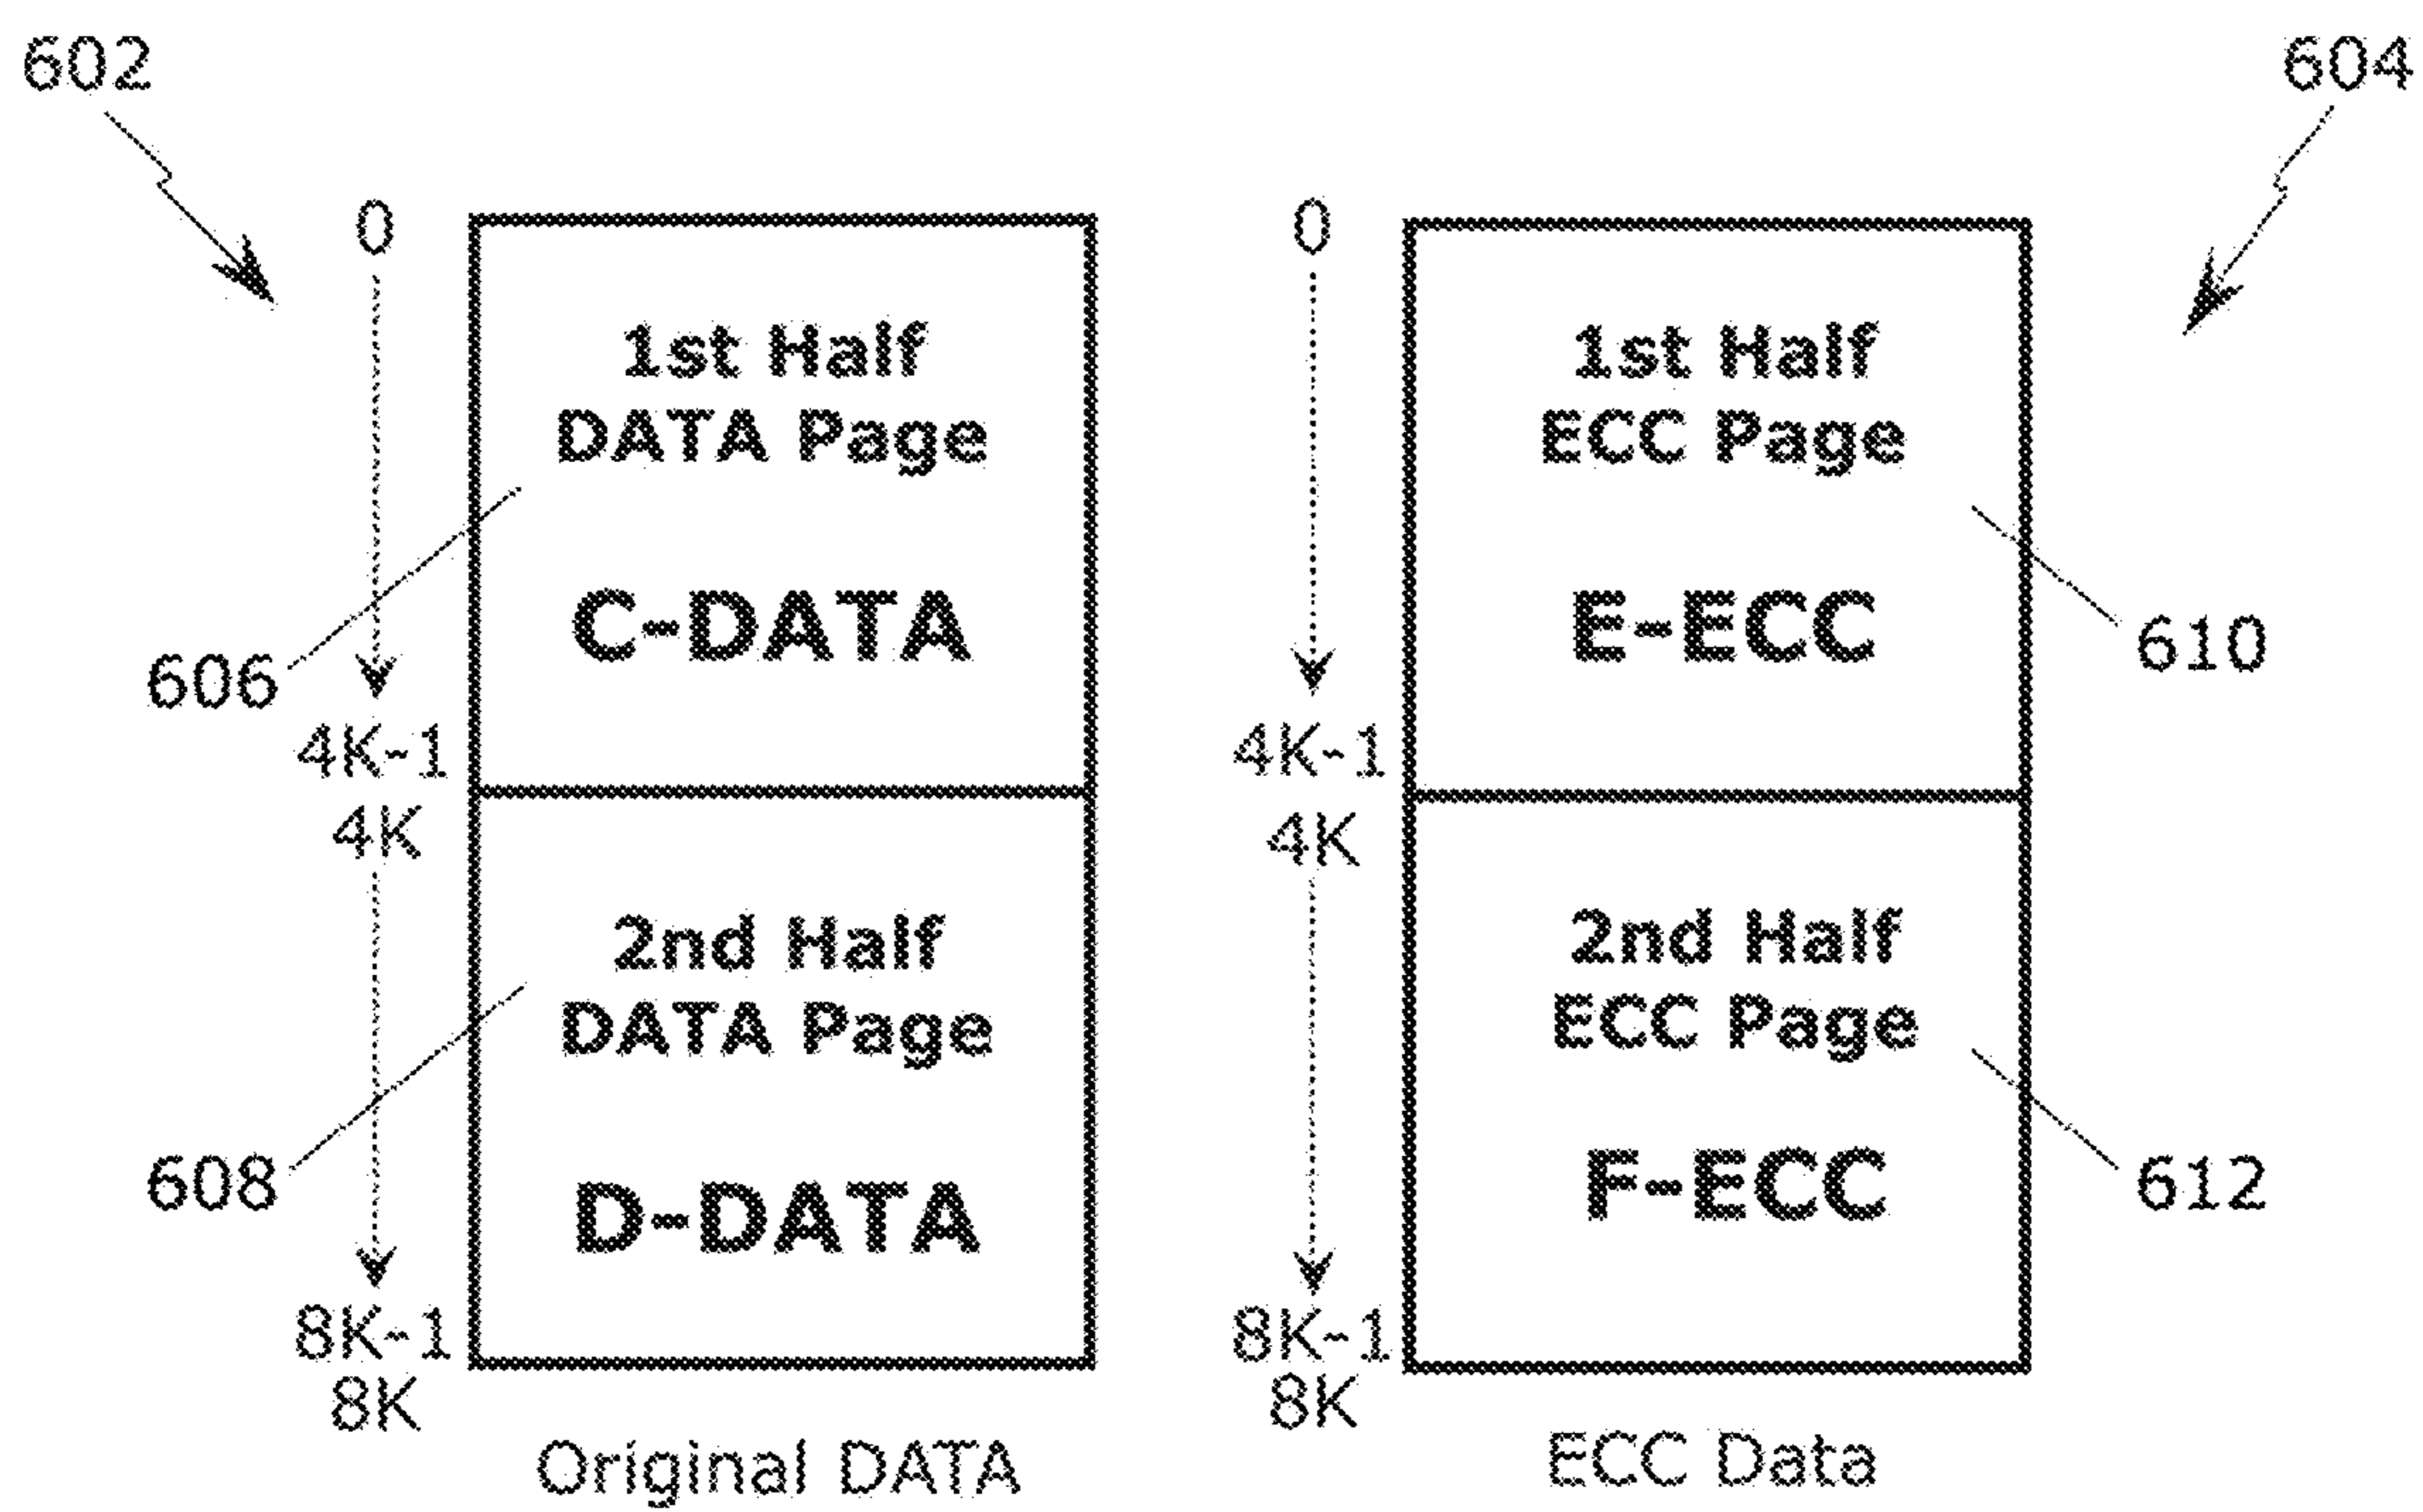 602
604
0
1st Half
DATA Page
C-DATA
606
4K-1
4K
2nd Half
DATA Page
D-DATA
608
8K-1
8K
Original DATA
0
1st Half
ECC Page
E-ECC
610
4K-1
4K
2nd Half
ECC Page
F-ECC
612
8K-1
8K
ECC Data